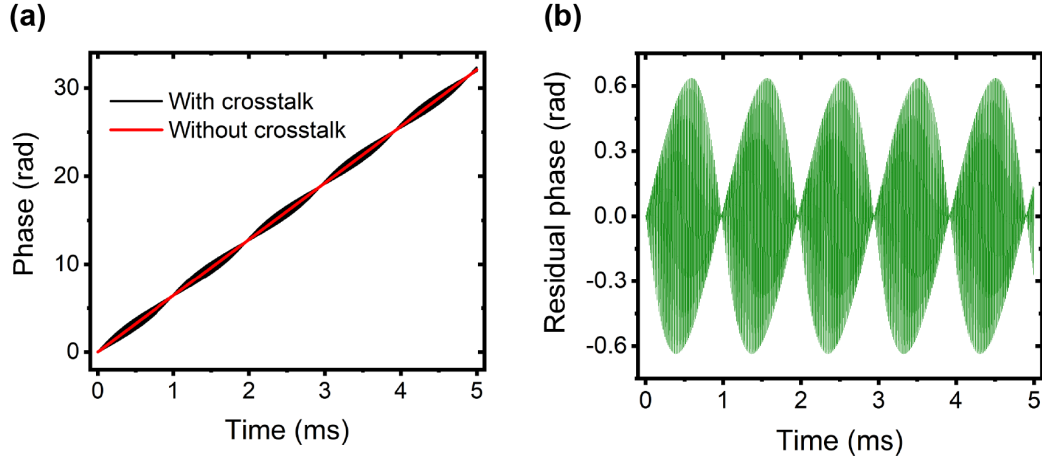 (a)
Phase (rad)
30
20
10
0
With crosstalk
Without crosstalk
0 1 2 3 4 5
Time (ms)
(b)
Residual phase (rad)
0.6
0.3
0.0
-0.3
-0.6
0 1 2 3 4 5
Time (ms)